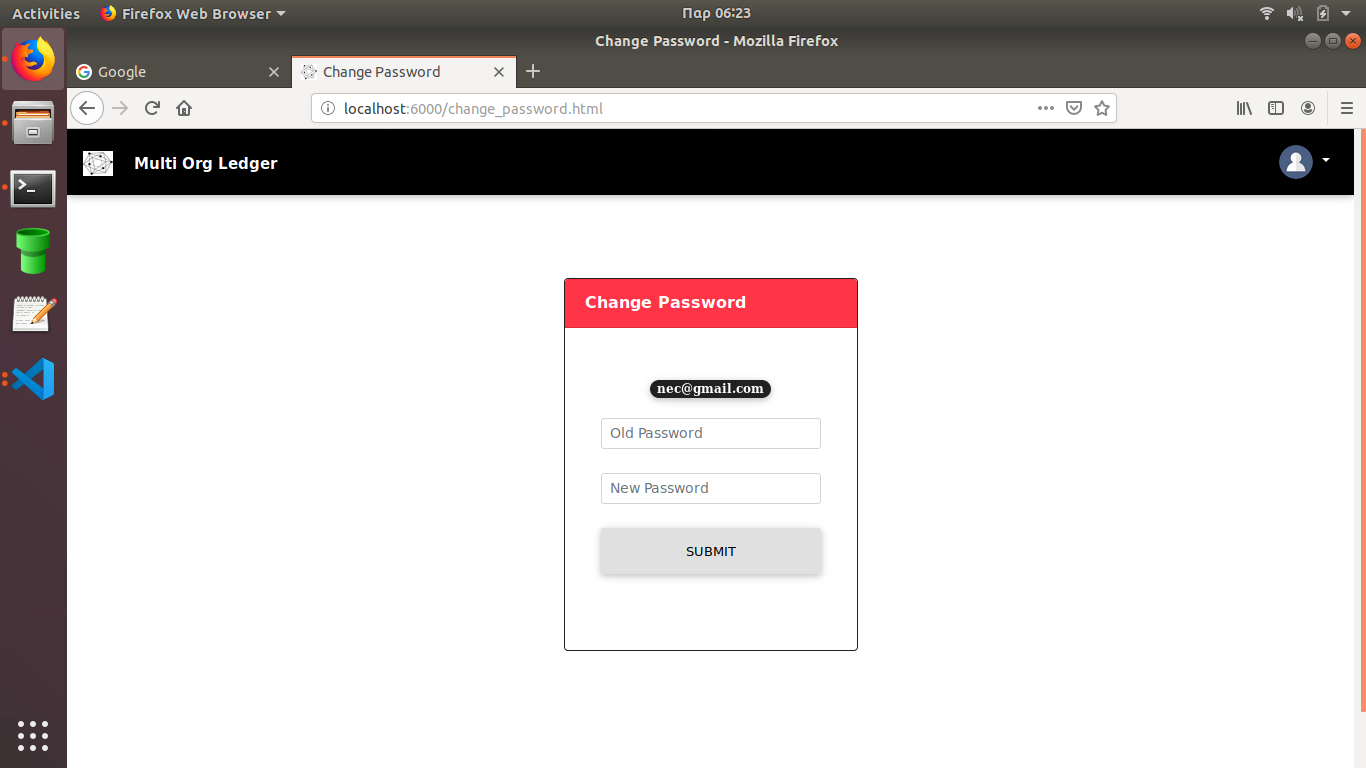 Activities Firefox Web Browser Παρ 06:23
Change Password - Mozilla Firefox
Google Change Password
localhost:6000/change_password.html
Multi Org Ledger
Change Password
nec@gmail.com
Old Password
New Password
SUBMIT